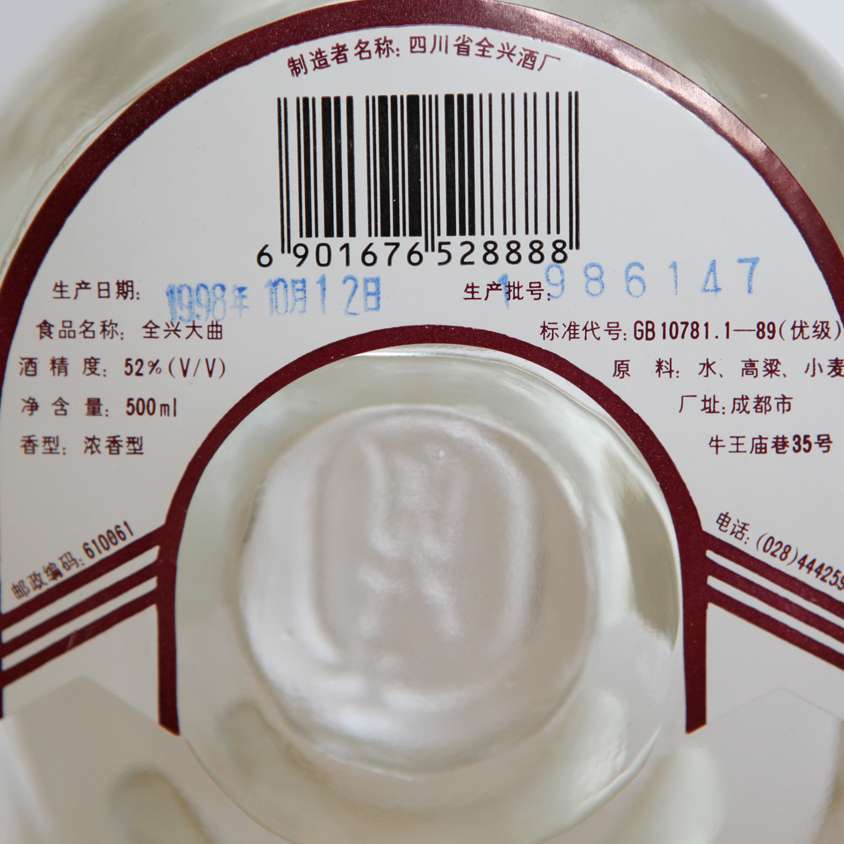 制造者名称:四川省全兴酒厂
6 901676 528888
生产日期: 1998年 10月12日
生产批号: 1986147
食品名称: 全兴大曲
标准代号:GB10781.1—89(优级)
酒精度: 52%(V/V)
原 料: 水、高粱、小麦
净含量: 500ml
厂址:成都市
香型: 浓香型
牛王庙巷35号
邮政编码:610061
电话:(028)444259